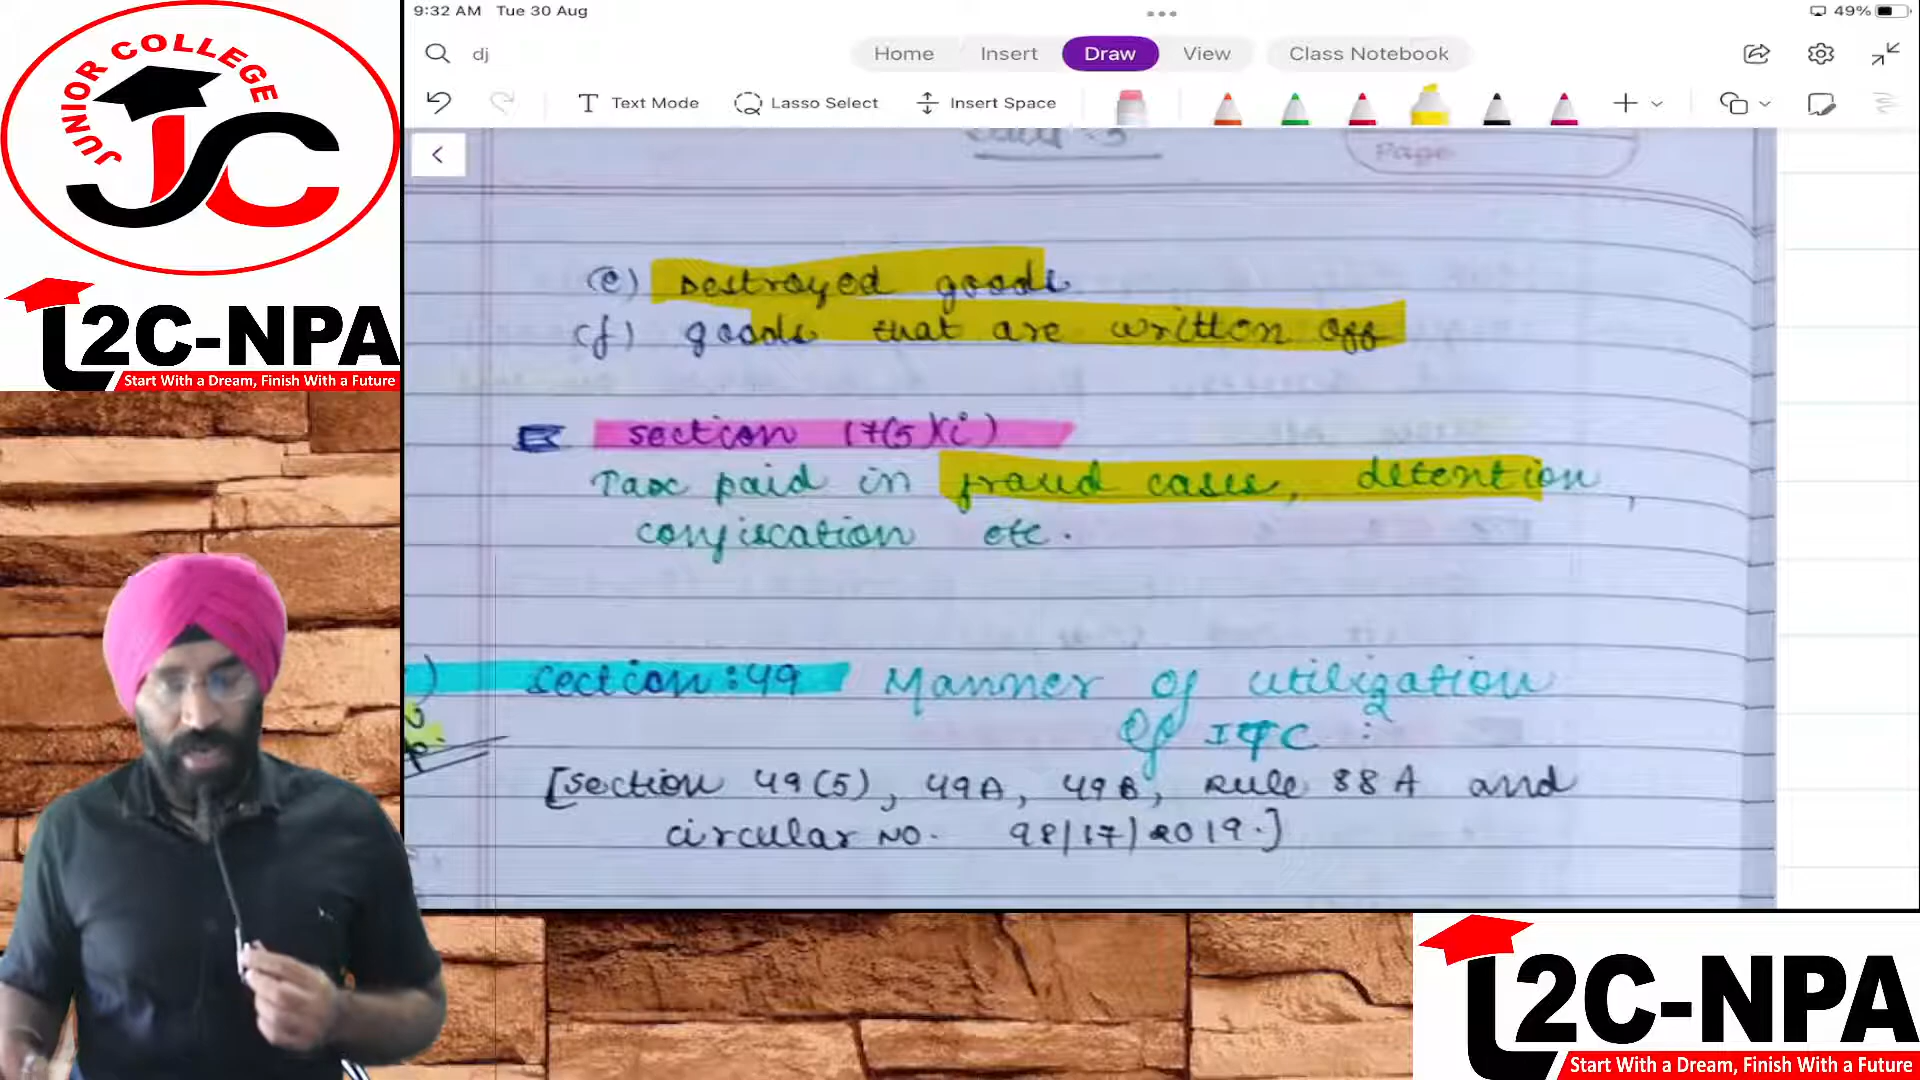 JUNIOR COLLEGE
JC
L2C-NPA
Start With a Dream, Finish With a Future
9:32 AM Tue 30 Aug
49%
dj
Home Insert Draw View Class Notebook
Text Mode Lasso Select Insert Space
Page
(e) Destroyed goods
(f) goods that are written off
section 17(5)(i)
Tax paid in fraud cases, detention,
confiscation etc.
section:49 Manner of utilization
of ITC :
[section 49(5), 49A, 49B, Rule 88A and
circular NO. 98/17/2019.]
L2C-NPA
Start With a Dream, Finish With a Future